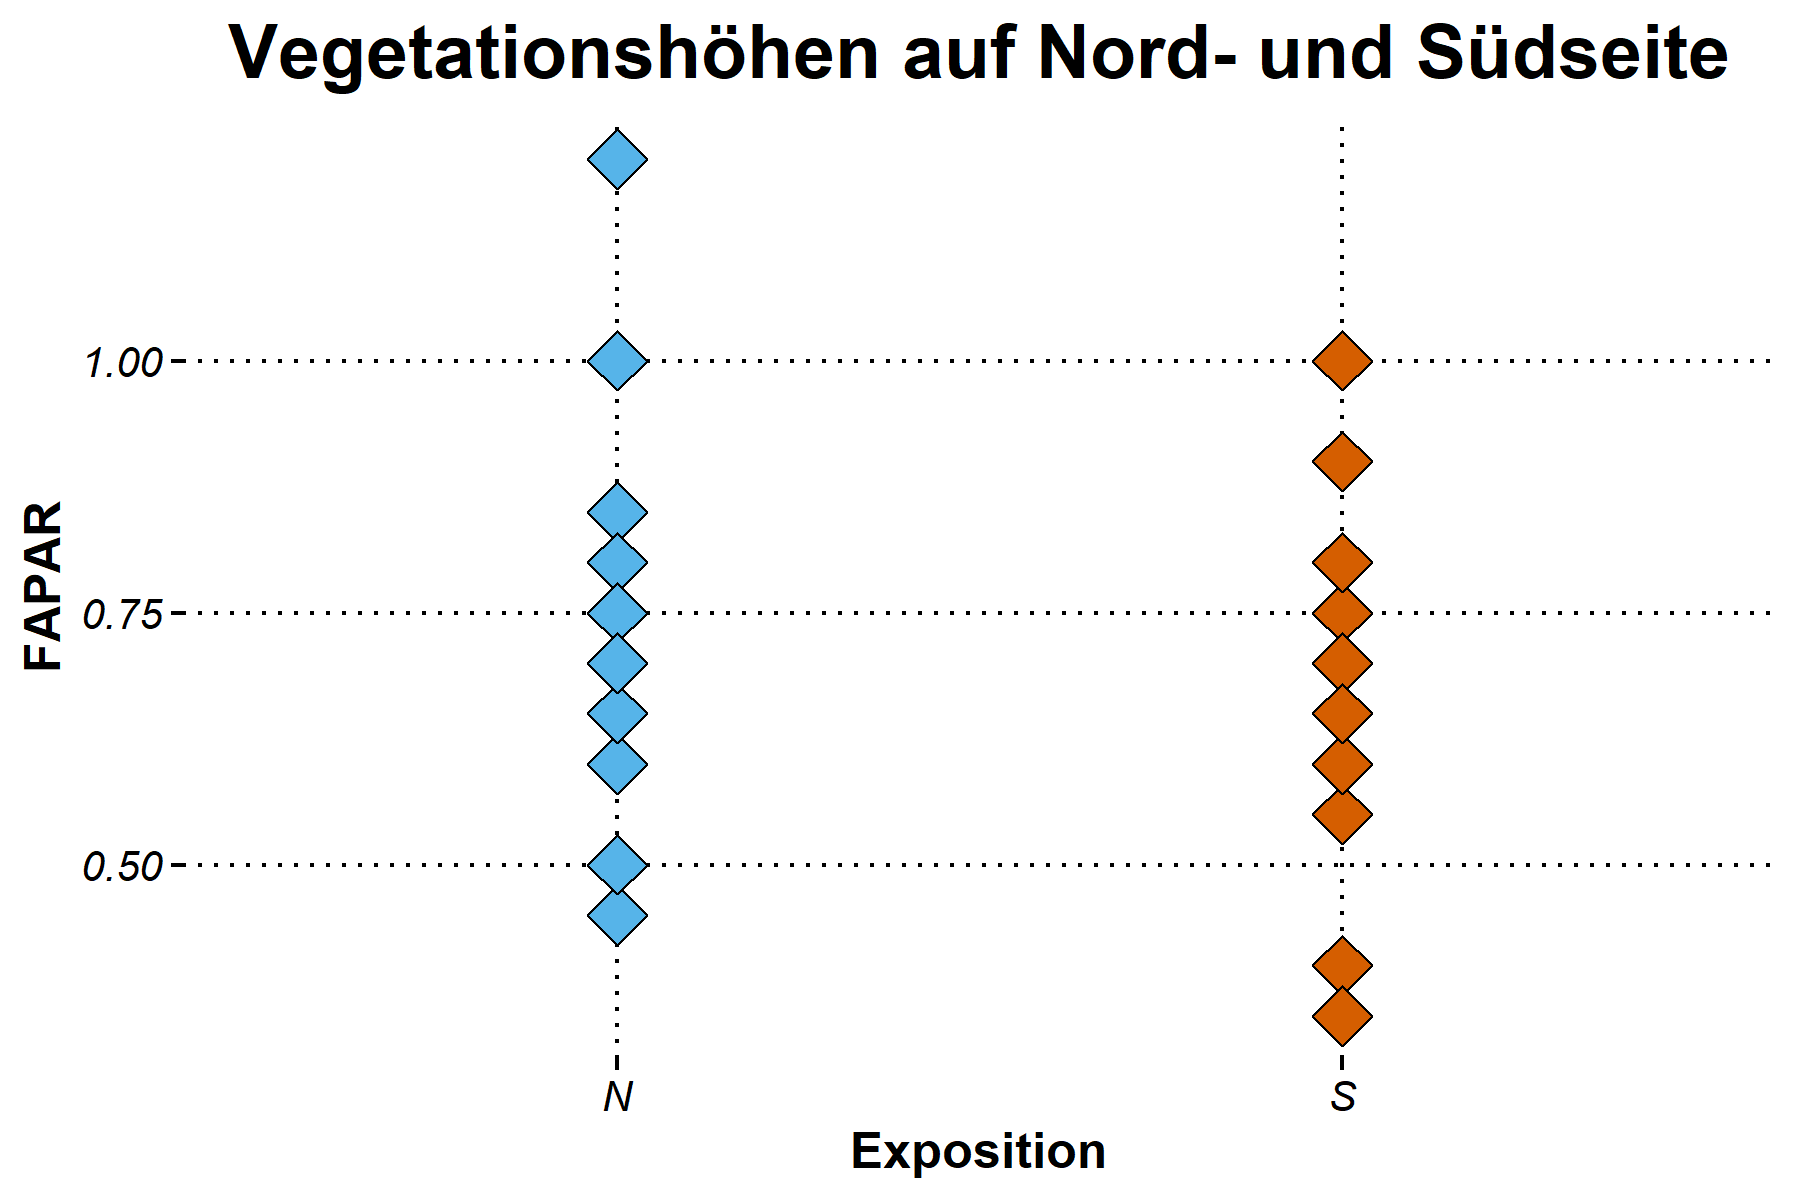 Vegetationshöhen auf Nord- und Südseite
FAPAR
1.00
0.75
0.50
N
S
Exposition